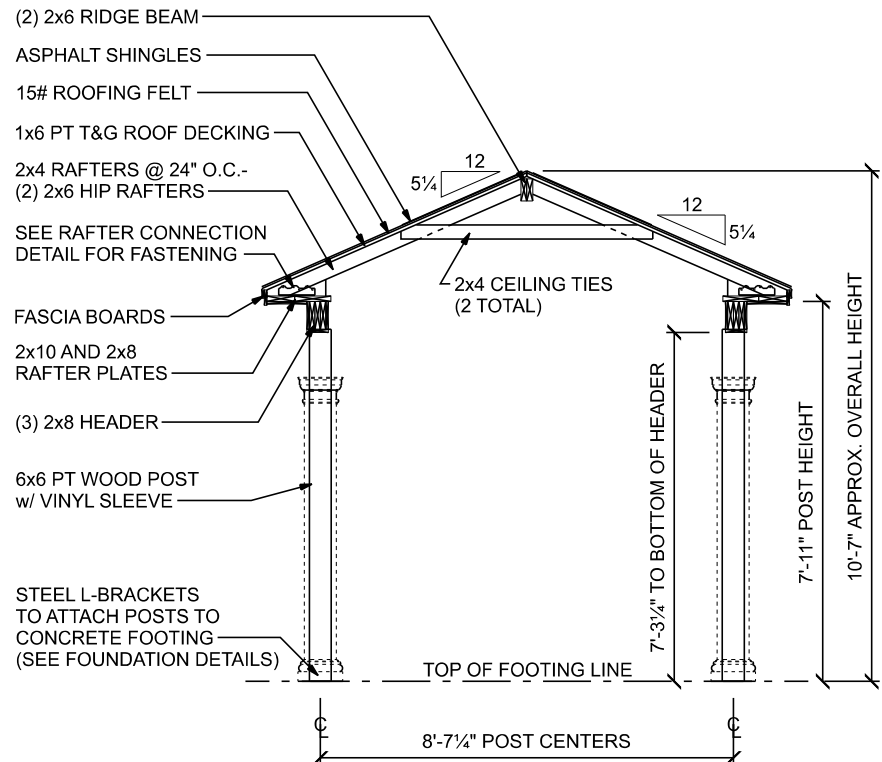 (2) 2x6 RIDGE BEAM
ASPHALT SHINGLES
15# ROOFING FELT
1x6 PT T&G ROOF DECKING
2x4 RAFTERS @ 24" O.C.-
(2) 2x6 HIP RAFTERS
SEE RAFTER CONNECTION
DETAIL FOR FASTENING
FASCIA BOARDS
2x10 AND 2x8
RAFTER PLATES
(3) 2x8 HEADER
6x6 PT WOOD POST
w/ VINYL SLEEVE
STEEL L-BRACKETS
TO ATTACH POSTS TO
CONCRETE FOOTING
(SEE FOUNDATION DETAILS)
12
5¼
12
5¼
2x4 CEILING TIES
(2 TOTAL)
7'-3¼" TO BOTTOM OF HEADER
7'-11" POST HEIGHT
10'-7" APPROX. OVERALL HEIGHT
TOP OF FOOTING LINE
℄
℄
8'-7¼" POST CENTERS